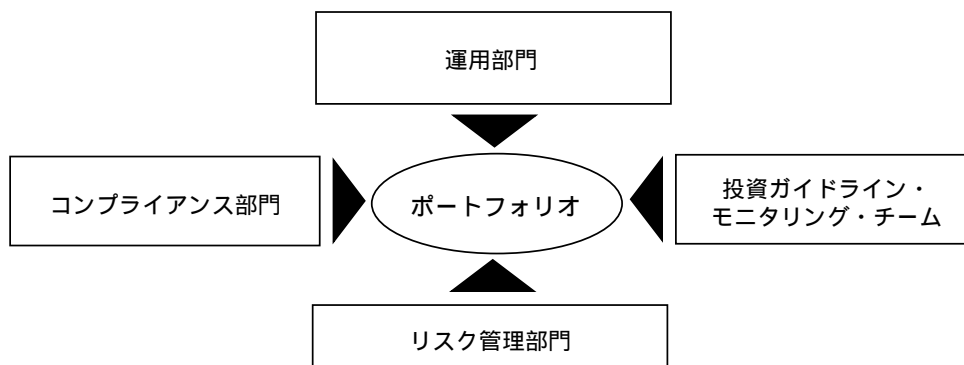 運用部門
コンプライアンス部門
ポートフォリオ
投資ガイドライン・
モニタリング・チーム
リスク管理部門